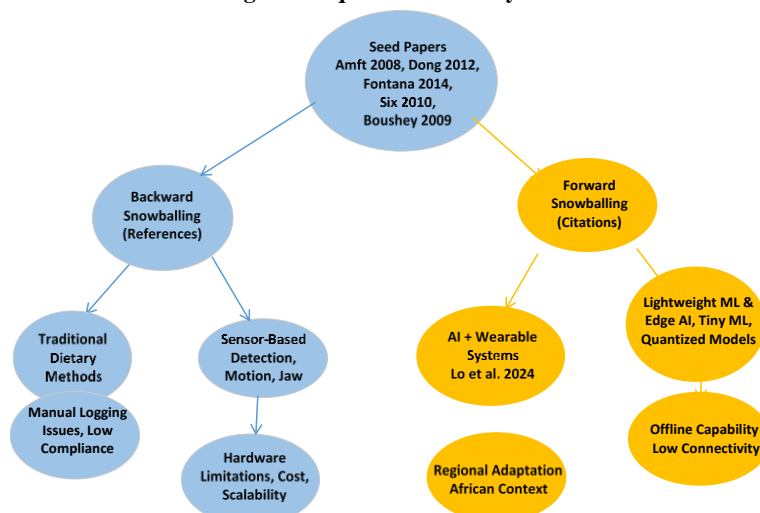 Seed Papers
Amft 2008, Dong 2012,
Fontana 2014,
Six 2010,
Boushey 2009
Backward
Snowballing
(References)
Forward
Snowballing
(Citations)
Traditional
Dietary
Methods
Sensor-Based
Detection,
Motion, Jaw
AI + Wearable
Systems
Lo et al. 2024
Lightweight ML &
Edge AI, Tiny ML,
Quantized Models
Manual Logging
Issues, Low
Compliance
Hardware
Limitations, Cost,
Scalability
Regional Adaptation
African Context
Offline Capability
Low Connectivity